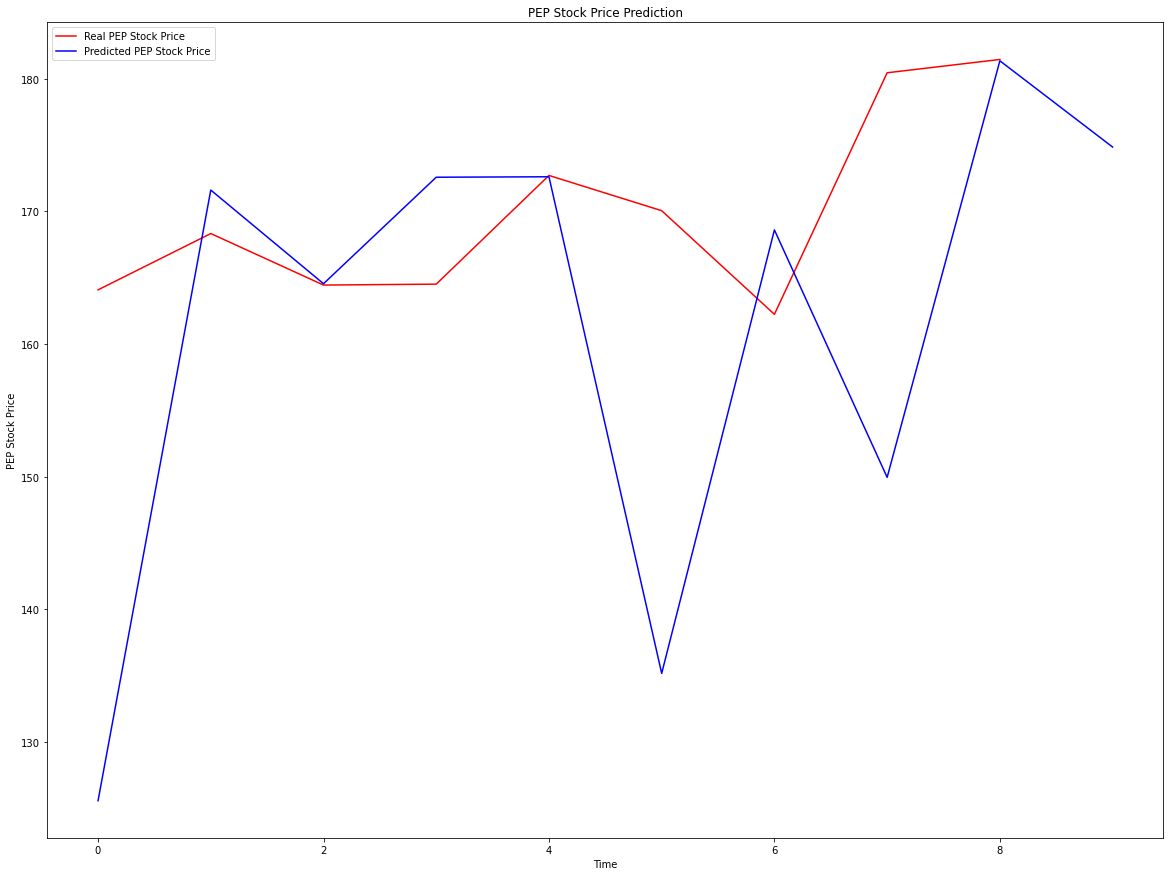 PEP Stock Price Prediction
Real PEP Stock Price
Predicted PEP Stock Price
180
170
160
150
140
130
PEP Stock Price
0 2 4 6 8
Time